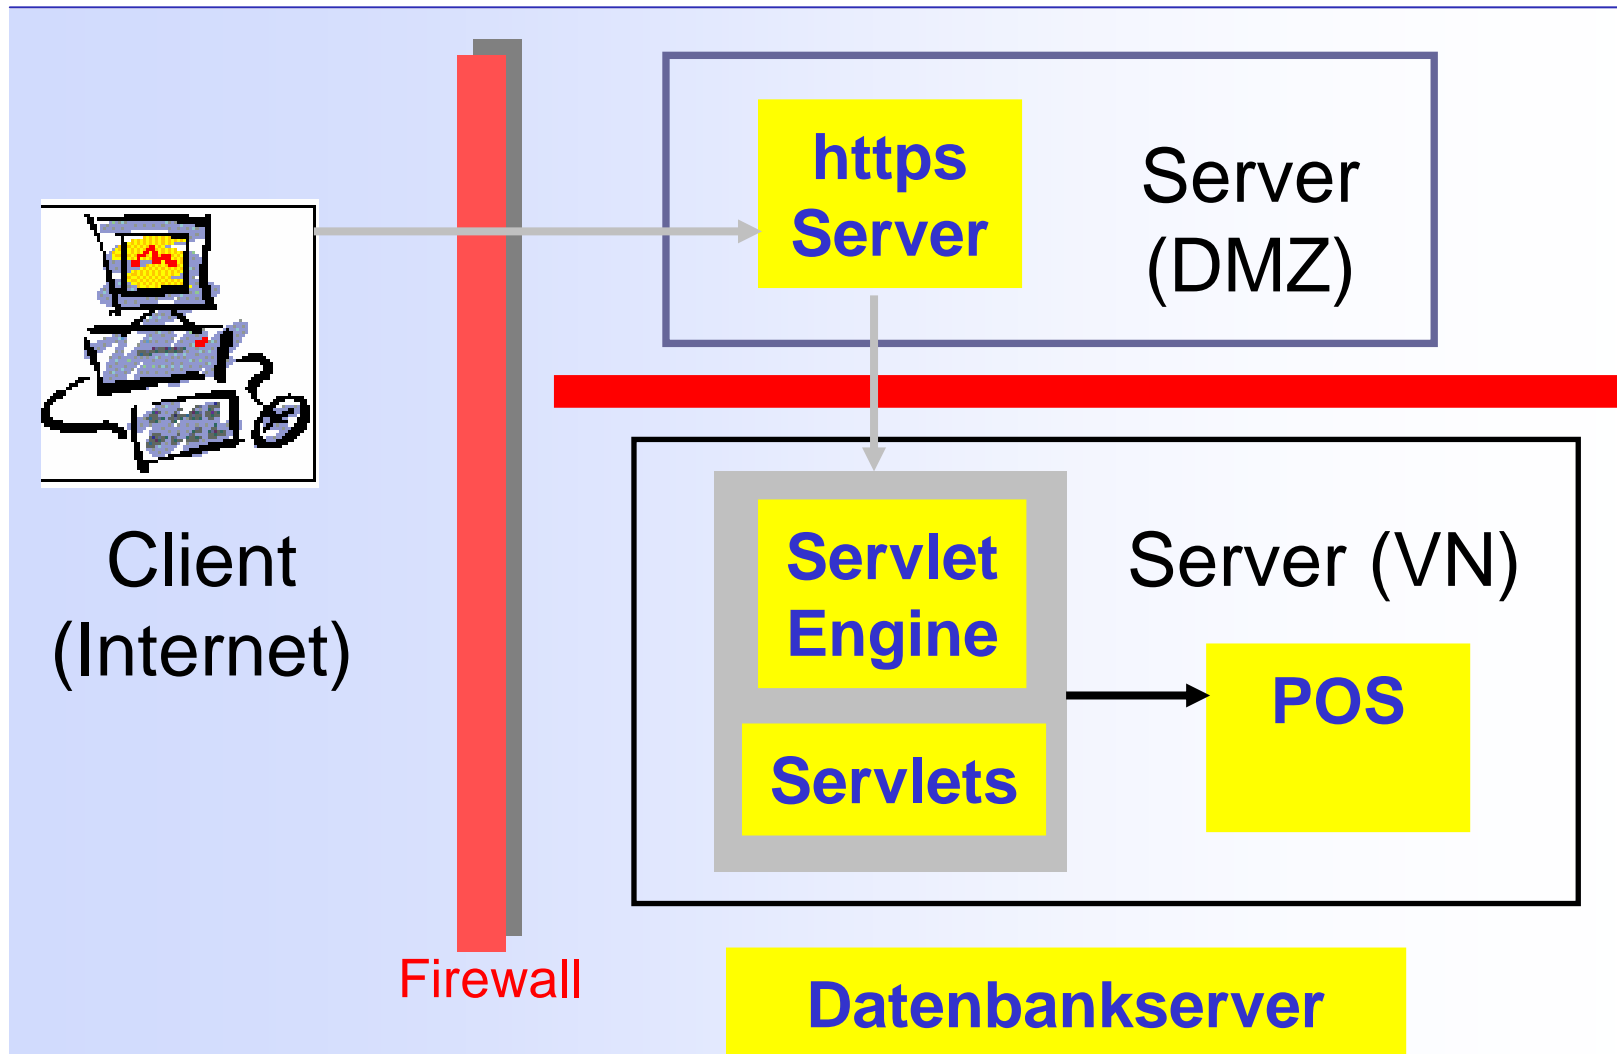 https
Server
Server
(DMZ)
Client
(Internet)
Servlet
Engine
Server (VN)
POS
Servlets
Firewall
Datenbankserver